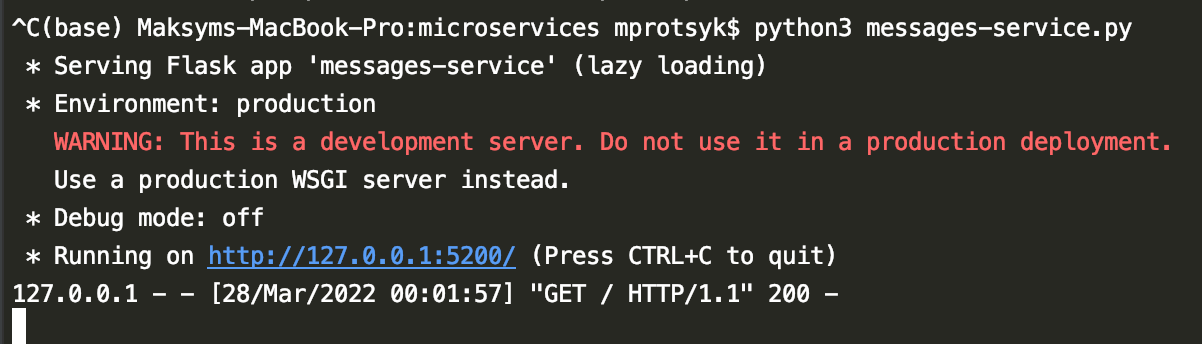 ^C(base) Maksyms-MacBook-Pro:microservices mprotsyk$ python3 messages-service.py
* Serving Flask app 'messages-service' (lazy loading)
* Environment: production
WARNING: This is a development server. Do not use it in a production deployment.
Use a production WSGI server instead.
* Debug mode: off
* Running on http://127.0.0.1:5200/ (Press CTRL+C to quit)
127.0.0.1 - - [28/Mar/2022 00:01:57] "GET / HTTP/1.1" 200 -